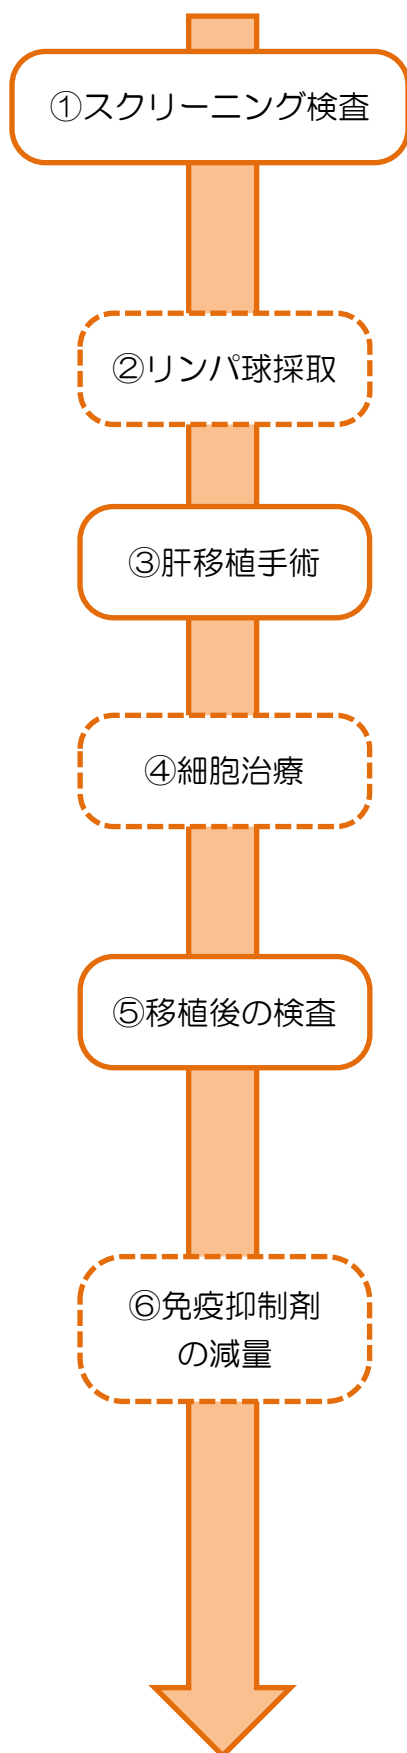 ①スクリーニング検査
②リンパ球採取
③肝移植手術
④細胞治療
⑤移植後の検査
⑥免疫抑制剤
の減量